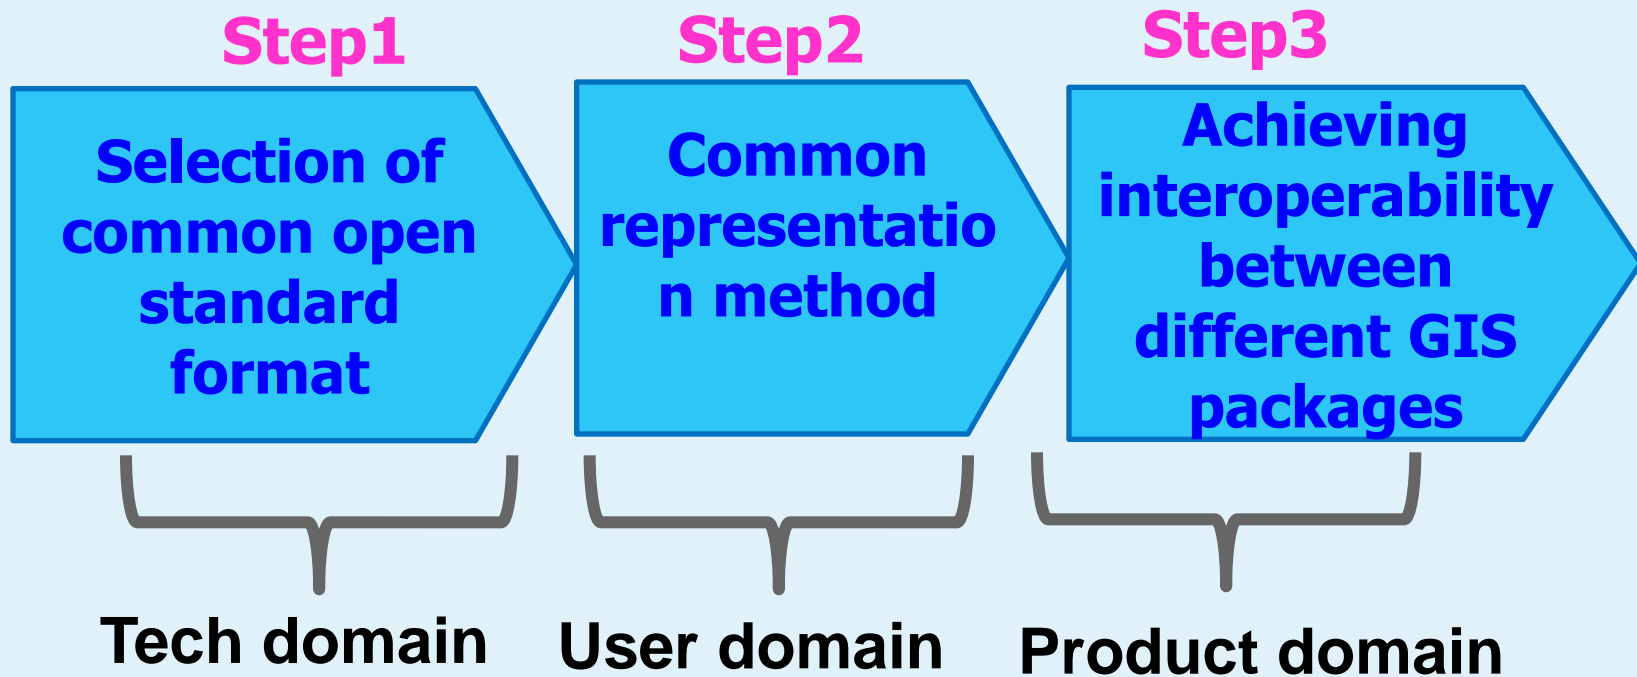 Step1
Selection of
common open
standard
format
Tech domain
Step2
Common
representatio
n method
User domain
Step3
Achieving
interoperability
between
different GIS
packages
Product domain